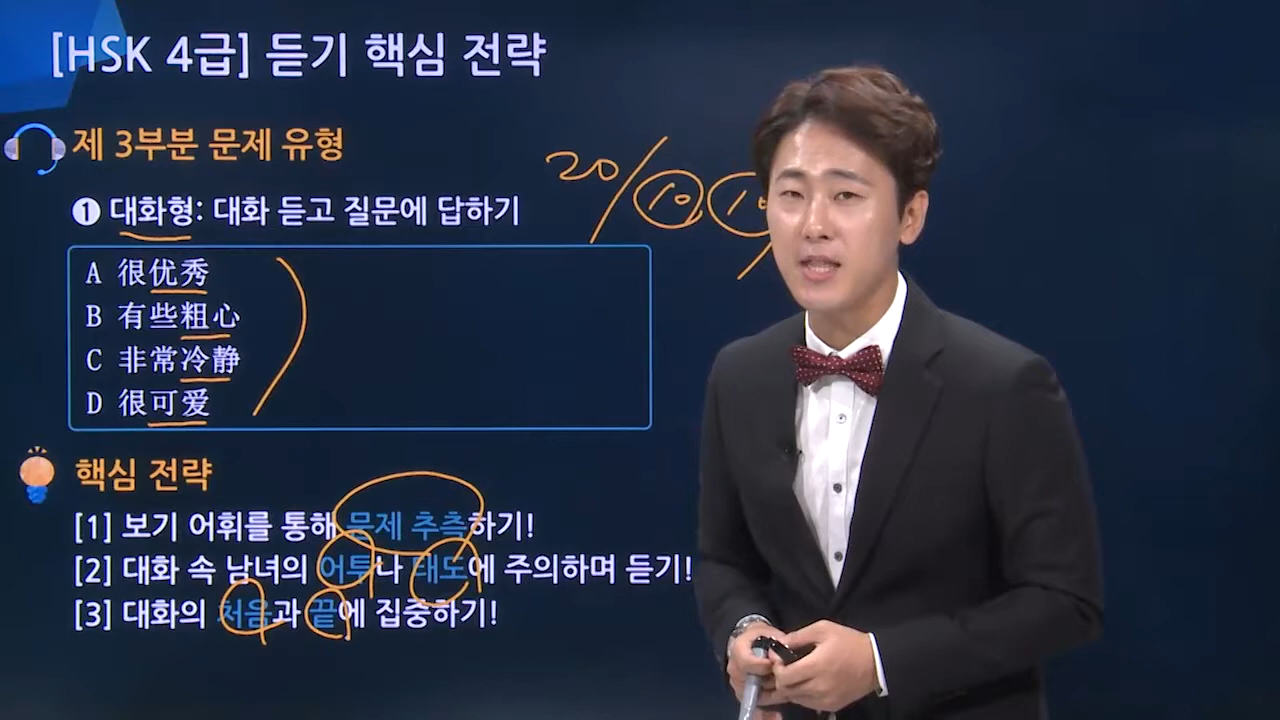 [HSK 4급] 듣기 핵심 전략
제 3부분 문제 유형
20/10 10
❶ 대화형: 대화 듣고 질문에 답하기
A 很优秀
B 有些粗心
C 非常冷静
D 很可爱
핵심 전략
[1] 보기 어휘를 통해 문제 추측하기!
[2] 대화 속 남녀의 어투나 태도에 주의하며 듣기!
[3] 대화의 처음과 끝에 집중하기!